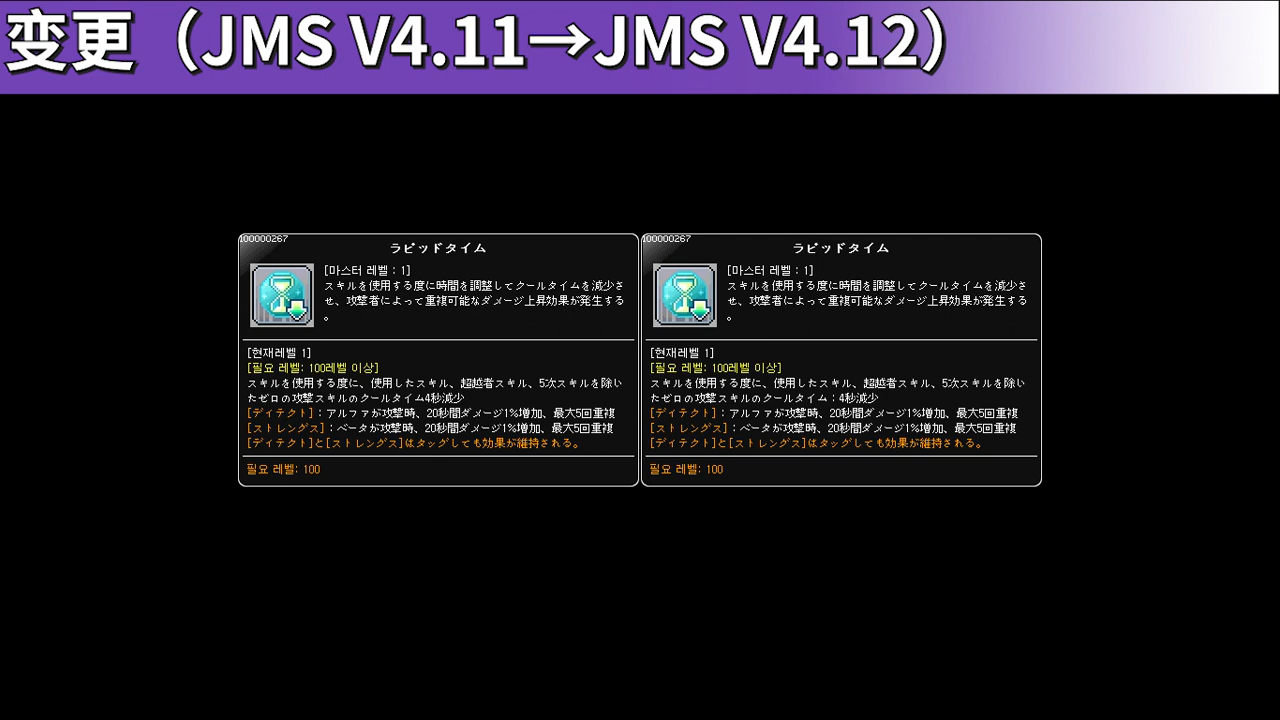 变更（JMS V4.11→JMS V4.12）
100000267
ラピッドタイム
[마스터 레벨 : 1]
スキルを使用する度に時間を調整してクールタイムを減少さ
せ、攻撃者によって重複可能なダメージ上昇効果が発生する
。
[현재레벨 1]
[필요 레벨: 100레벨 이상]
スキルを使用する度に、使用したスキル、超越者スキル、5次スキルを除い
たゼロの攻撃スキルのクールタイム4秒減少
[ディテクト] : アルファが攻撃時、20秒間ダメージ1%増加、最大5回重複
[ストレングス] : ベータが攻撃時、20秒間ダメージ1%増加、最大5回重複
[ディテクト]と[ストレングス]はタッグしても効果が維持される。
필요 레벨: 100
100000267
ラピッドタイム
[마스터 레벨 : 1]
スキルを使用する度に時間を調整してクールタイムを減少さ
せ、攻撃者によって重複可能なダメージ上昇効果が発生する
。
[현재레벨 1]
[필요 레벨: 100레벨 이상]
スキルを使用する度に、使用したスキル、超越者スキル、5次スキルを除い
たゼロの攻撃スキルのクールタイム : 4秒減少
[ディテクト] : アルファが攻撃時、20秒間ダメージ1%増加、最大5回重複
[ストレングス] : ベータが攻撃時、20秒間ダメージ1%増加、最大5回重複
[ディテクト]と[ストレングス]はタッグしても効果が維持される。
필요 레벨: 100